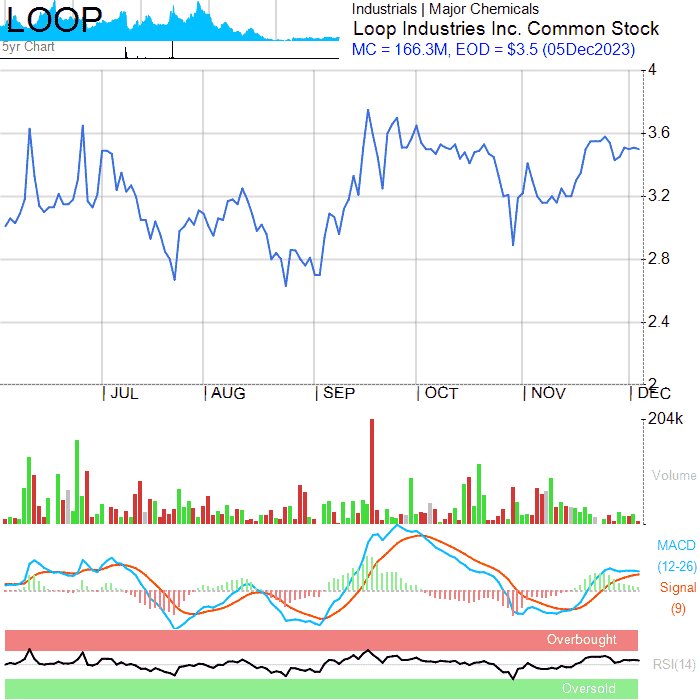 LOOP
5yr Chart
Industrials | Major Chemicals
Loop Industries Inc. Common Stock
MC = 166.3M, EOD = $3.5 (05Dec2023)
4
3.6
3.2
2.8
2.4
2
JUL AUG SEP OCT NOV DEC
204k
Volume
MACD
(12-26)
Signal
(9)
Overbought
RSI(14)
Oversold